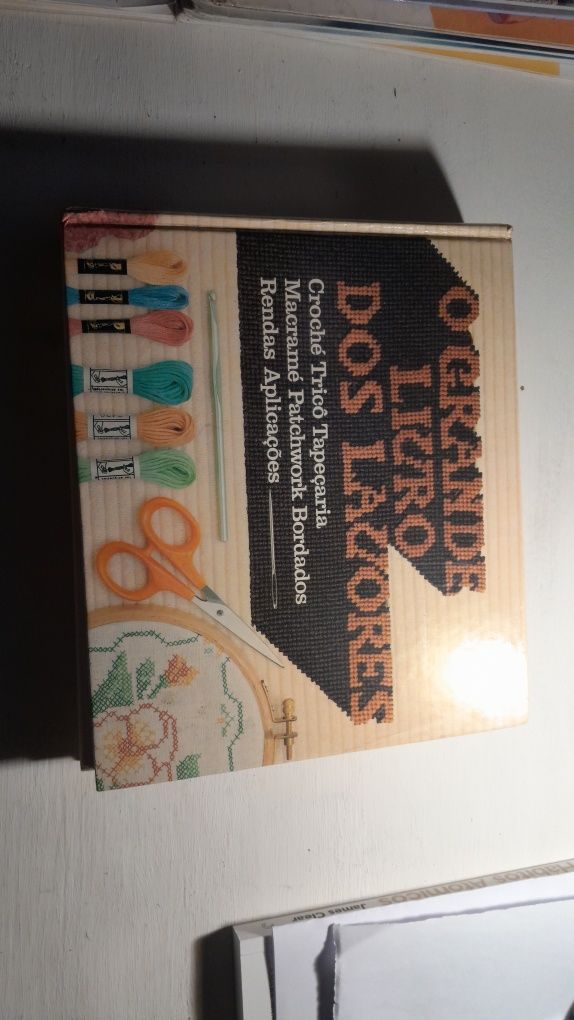 O GRANDE
LIVRO
DOS LAVORES
Croché Tricô Tapeçaria
Macramé Patchwork Bordados
Rendas Aplicações
James Clear